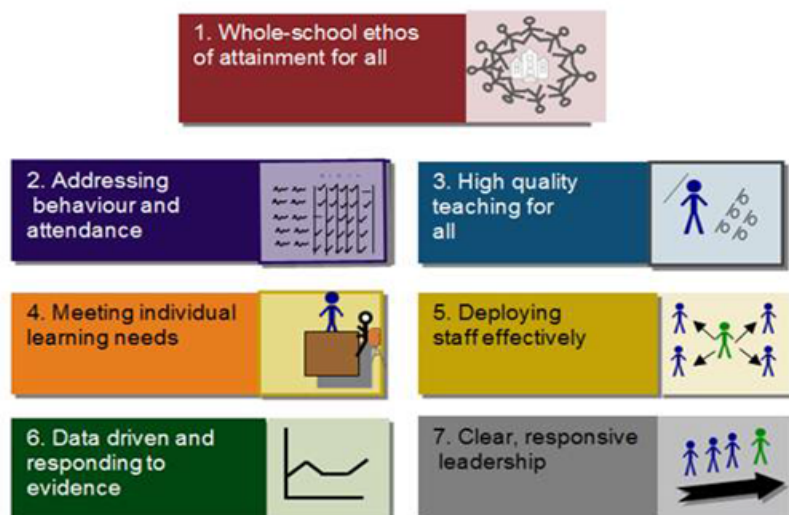 1. Whole-school ethos
of attainment for all
2. Addressing
behaviour and
attendance
3. High quality
teaching for
all
4. Meeting individual
learning needs
5. Deploying
staff effectively
6. Data driven and
responding to
evidence
7. Clear, responsive
leadership